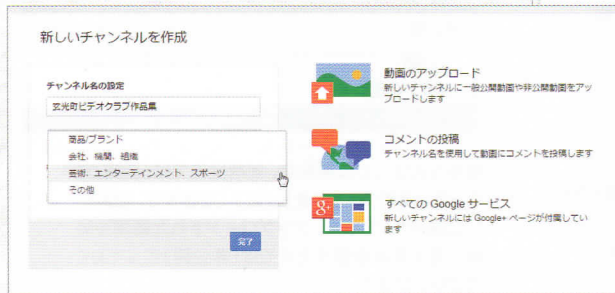 新しいチャンネルを作成
チャンネル名の設定
玄光町ビデオクラブ作品集
商品/ブランド
会社、機関、組織
芸術、エンターテインメント、スポーツ
その他
完了
動画のアップロード
新しいチャンネルに一般公開動画や非公開動画をアッ
プロードします
コメントの投稿
チャンネル名を使用して動画にコメントを投稿します
g+
すべての Google サービス
新しいチャンネルには Google+ ページが付属してい
ます